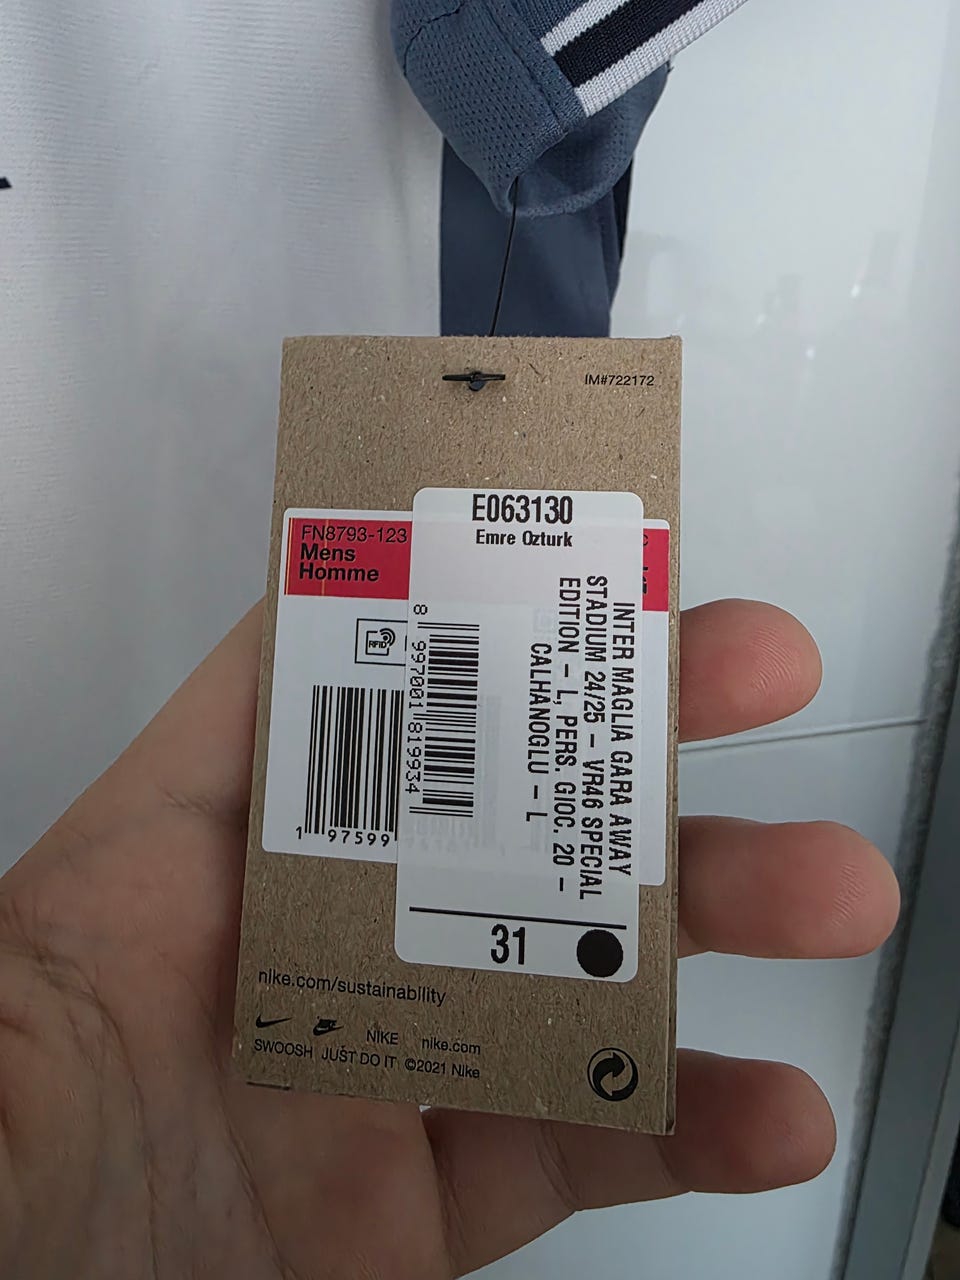 IM#722172
E063130
Emre Ozturk
FN8793-123
Mens
Homme
RFID
INTER MAGLIA GARA AWAY
STADIUM 24/25 - VR46 SPECIAL
EDITION - L, PERS. GIOC. 20 -
CALHANOGLU - L
8 997001 819934
1 97599
31
nike.com/sustainability
NIKE nike.com
SWOOSH JUST DO IT ©2021 Nike